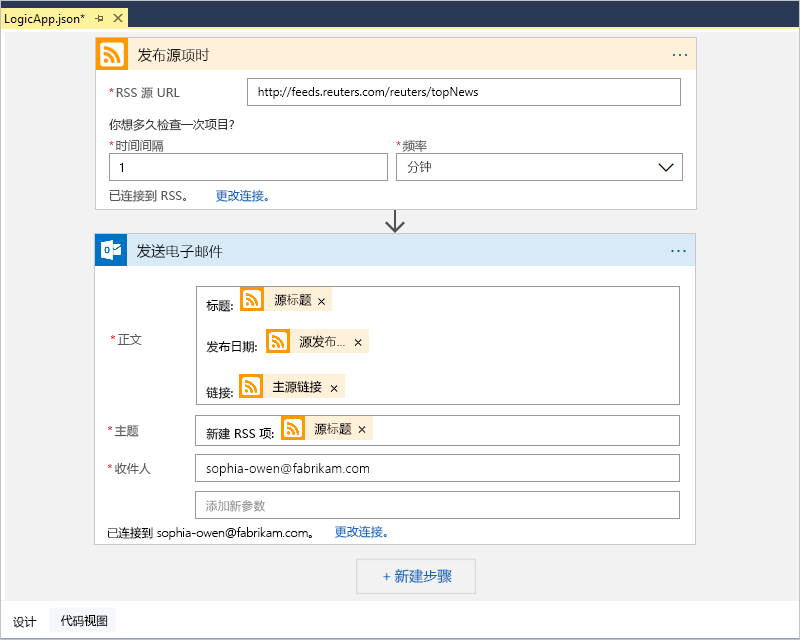 LogicApp.json*
发布源项时
*RSS 源 URL
http://feeds.reuters.com/reuters/topNews
你想多久检查一次项目?
*时间间隔
*频率
1
分钟
已连接到 RSS。 更改连接。
发送电子邮件
*正文
标题: 源标题 ×
发布日期: 源发布... ×
链接: 主源链接 ×
*主题
新建 RSS 项: 源标题 ×
*收件人
sophia-owen@fabrikam.com
添加新参数
已连接到 sophia-owen@fabrikam.com。 更改连接。
+ 新建步骤
设计 代码视图